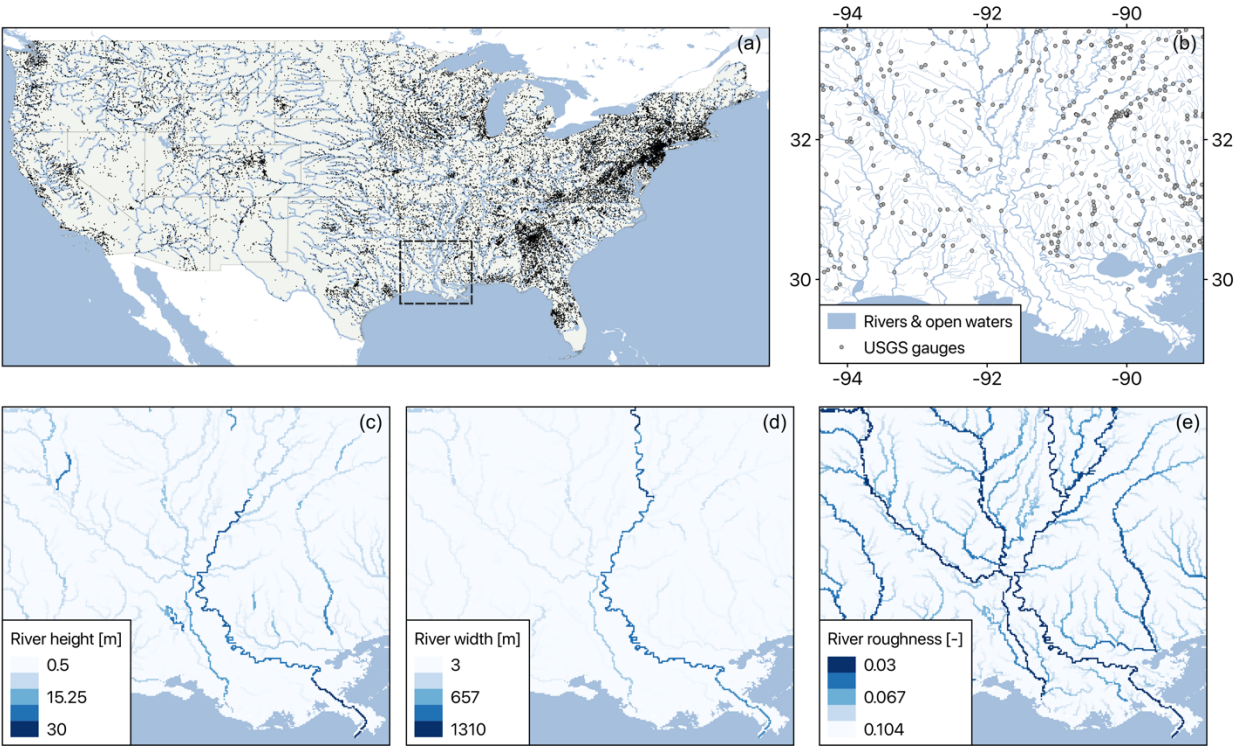 (a)
-94 -92 -90
(b)
32 32
30 30
Rivers & open waters
USGS gauges
-94 -92 -90
(c)
River height [m]
0.5
15.25
30
(d)
River width [m]
3
657
1310
(e)
River roughness [-]
0.03
0.067
0.104